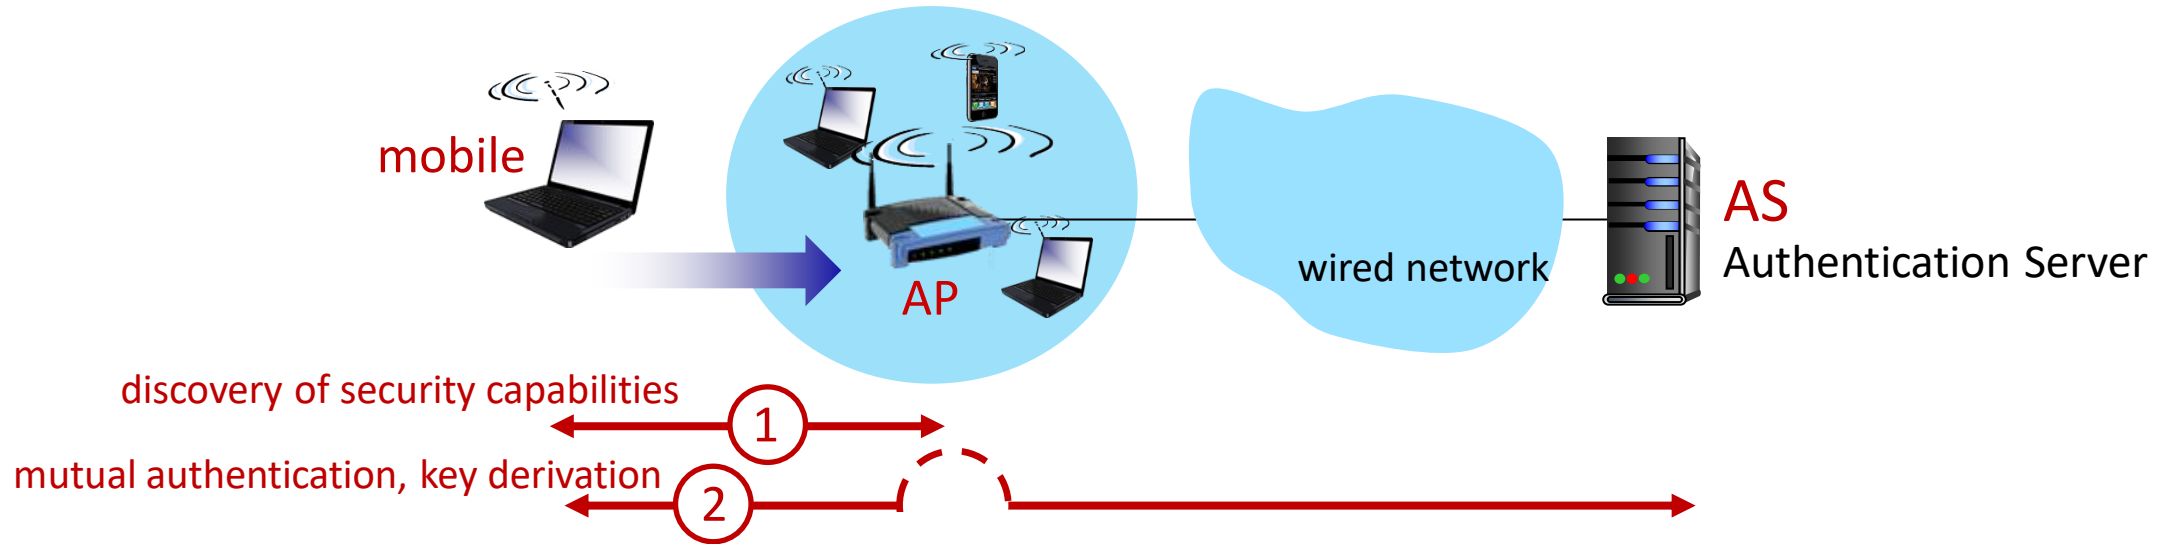 mobile
AP
wired network
AS
Authentication Server
discovery of security capabilities
1
mutual authentication, key derivation
2